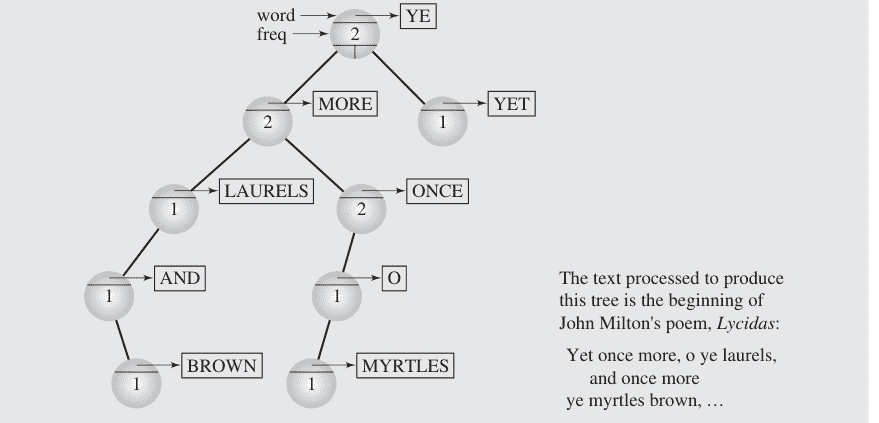 word YE
freq 2
MORE YET
2 1
LAURELS ONCE
1 2
AND O
1 1
BROWN MYRTLES
1 1
The text processed to produce
this tree is the beginning of
John Milton's poem, Lycidas:
Yet once more, o ye laurels,
and once more
ye myrtles brown, …